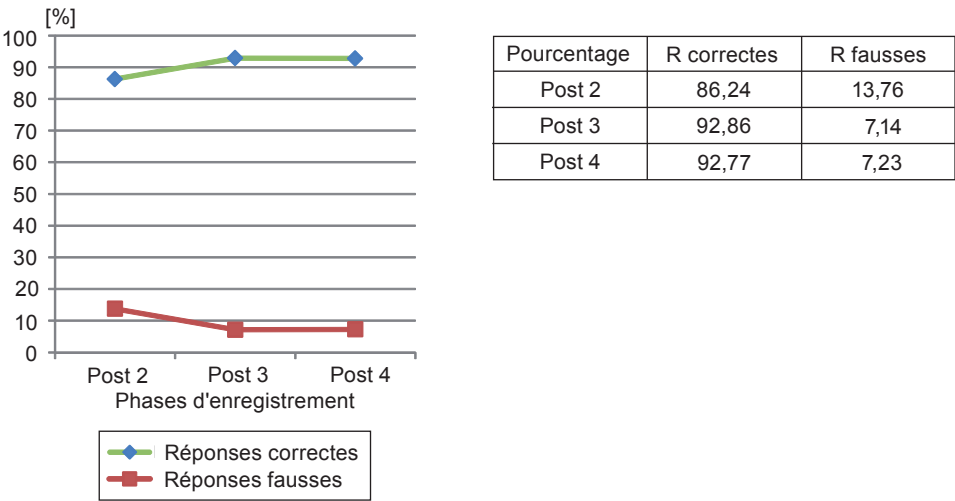 [%]
100
90
80
70
60
50
40
30
20
10
0
Post 2 Post 3 Post 4
Phases d'enregistrement
Réponses correctes
Réponses fausses
Pourcentage R correctes R fausses
Post 2 86,24 13,76
Post 3 92,86 7,14
Post 4 92,77 7,23